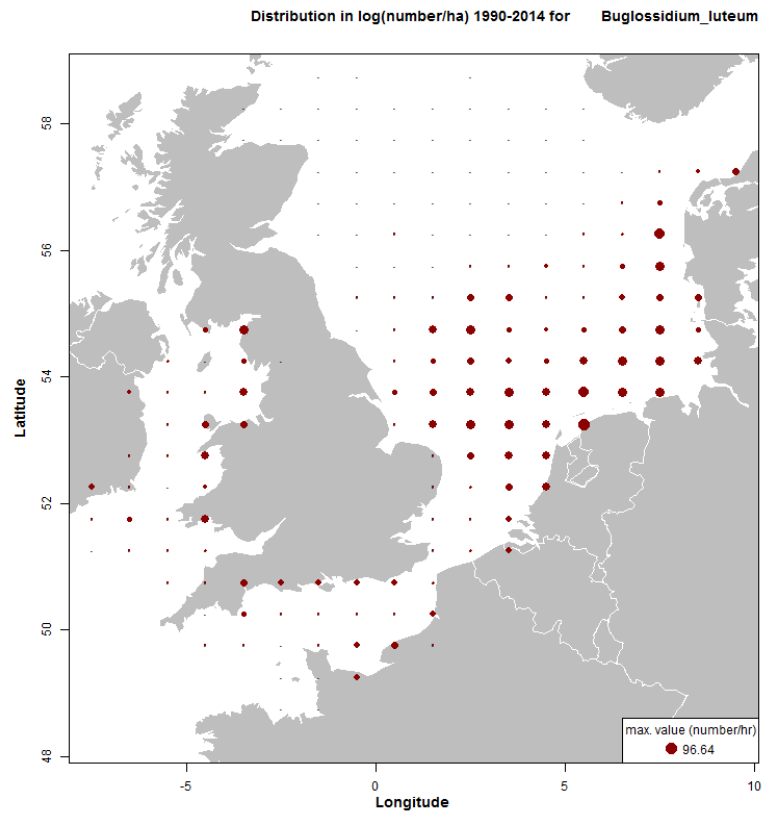 Distribution in log(number/ha) 1990-2014 for Buglossidium_luteum
58
56
54
52
50
48
Latitude
-5 0 5 10
Longitude
max. value (number/hr)
96.64